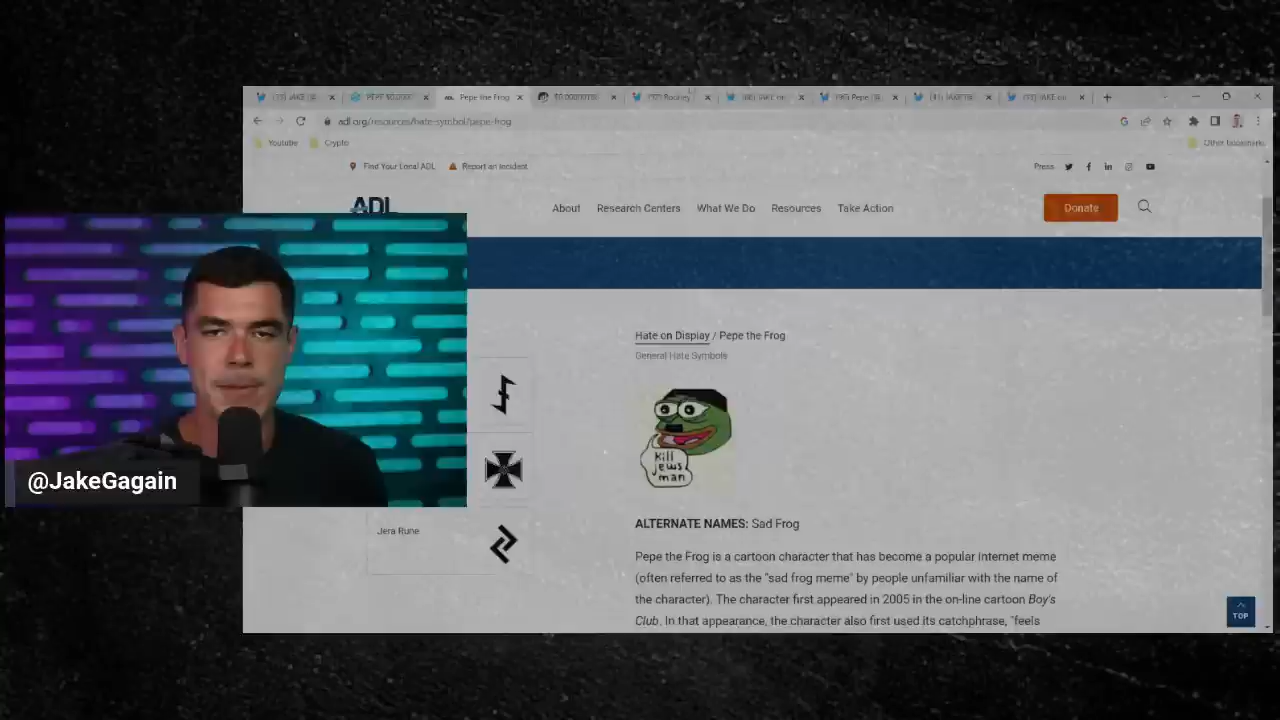 Pepe the Frog
adl.org/resources/hate-symbol/pepe-frog
Youtube
Crypto
Other bookmarks
Find Your Local ADL
Report an Incident
Press
ADL
About
Research Centers
What We Do
Resources
Take Action
Donate
Hate on Display / Pepe the Frog
General Hate Symbols
Kill
Jews
man
@JakeGagain
Jera Rune
ALTERNATE NAMES: Sad Frog
Pepe the Frog is a cartoon character that has become a popular Internet meme
(often referred to as the "sad frog meme" by people unfamiliar with the name of
the character). The character first appeared in 2005 in the on-line cartoon Boy's
Club. In that appearance, the character also first used its catchphrase, "feels
TOP